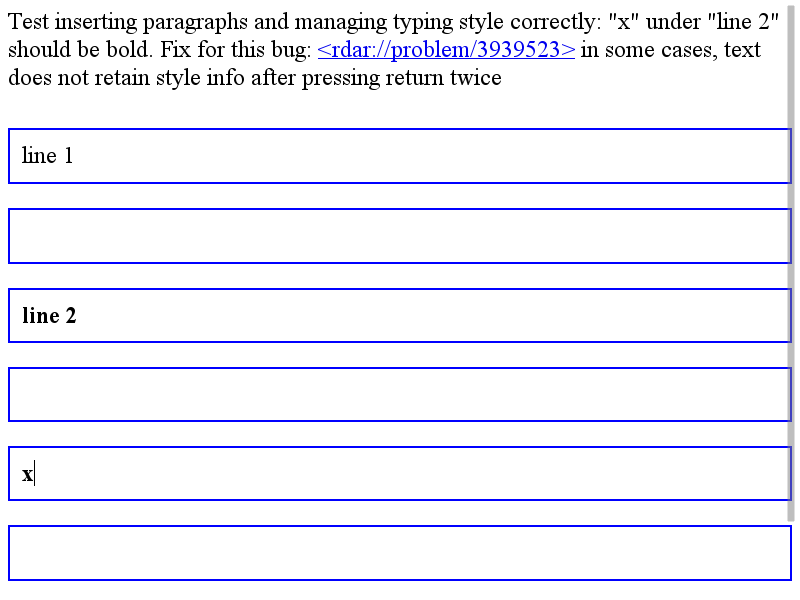 Test inserting paragraphs and managing typing style correctly: "x" under "line 2"
should be bold. Fix for this bug: <rdar://problem/3939523> in some cases, text
does not retain style info after pressing return twice
line 1
line 2
x